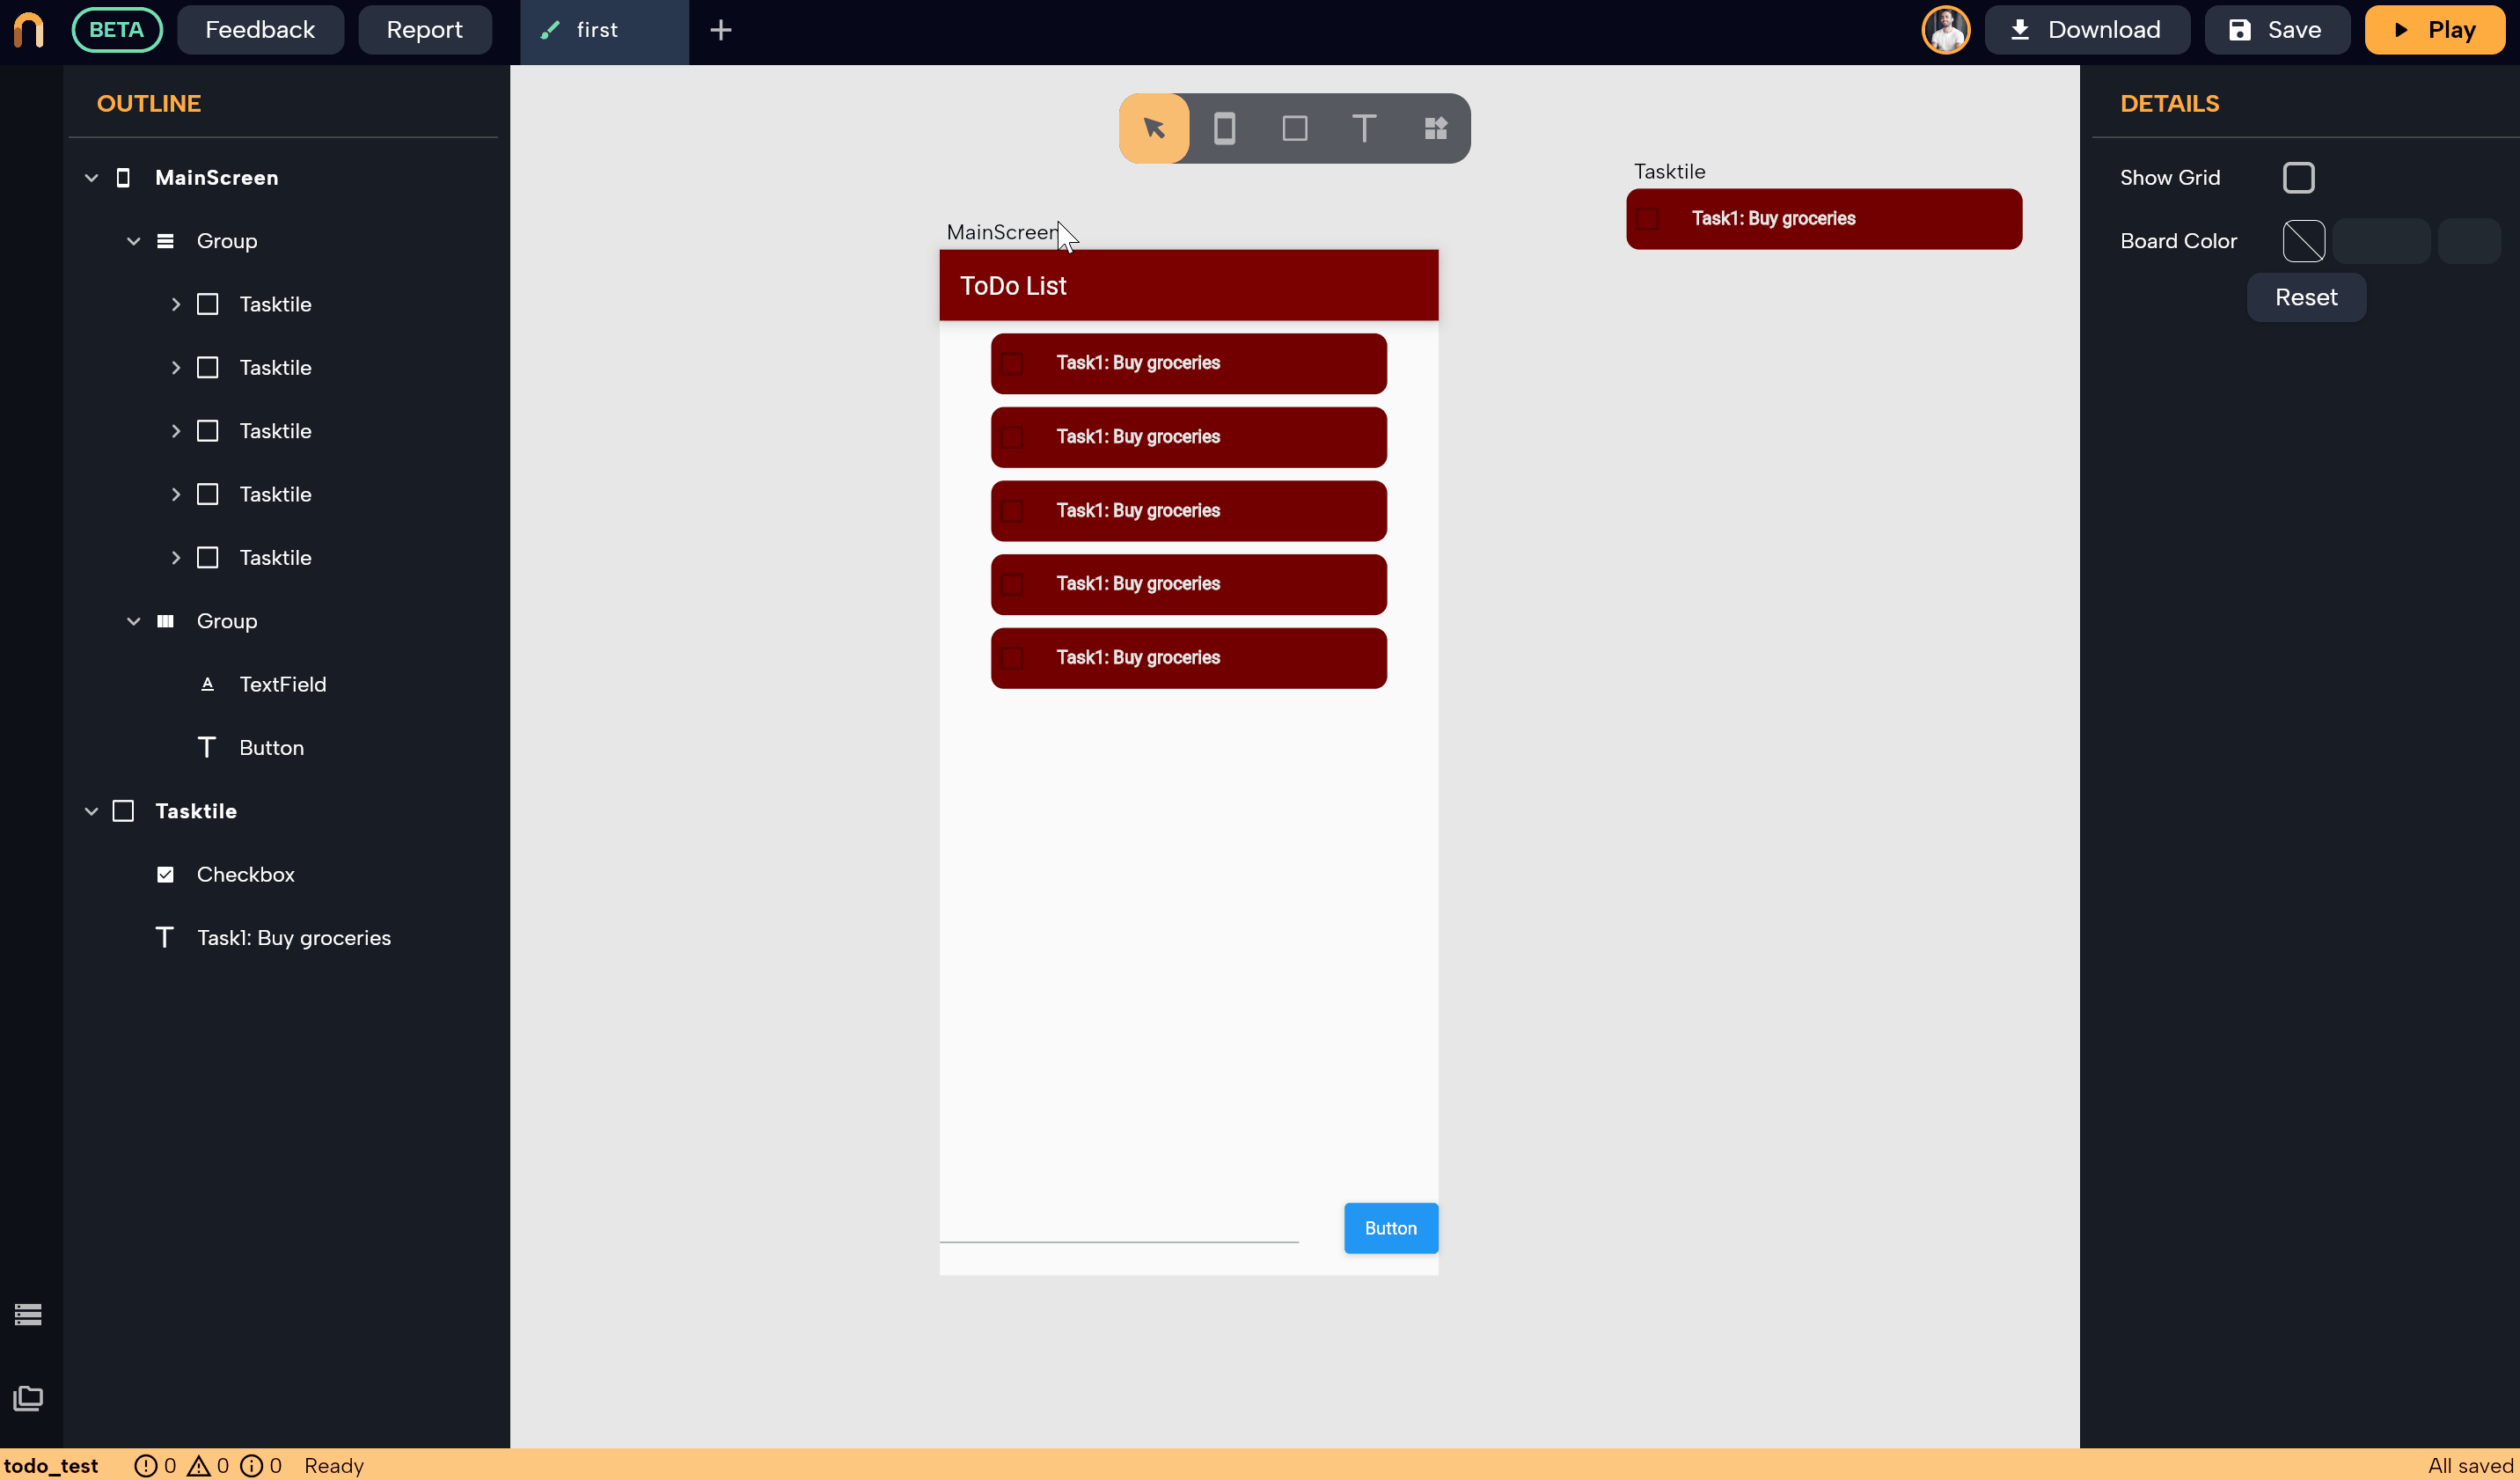 BETA
Feedback
Report
first
Download
Save
Play
OUTLINE
MainScreen
Group
Tasktile
Tasktile
Tasktile
Tasktile
Tasktile
Group
TextField
Button
Tasktile
Checkbox
Task1: Buy groceries
MainScreen
ToDo List
Task1: Buy groceries
Task1: Buy groceries
Task1: Buy groceries
Task1: Buy groceries
Task1: Buy groceries
Button
Tasktile
Task1: Buy groceries
DETAILS
Show Grid
Board Color
Reset
todo_test
0
0
0
Ready
All saved